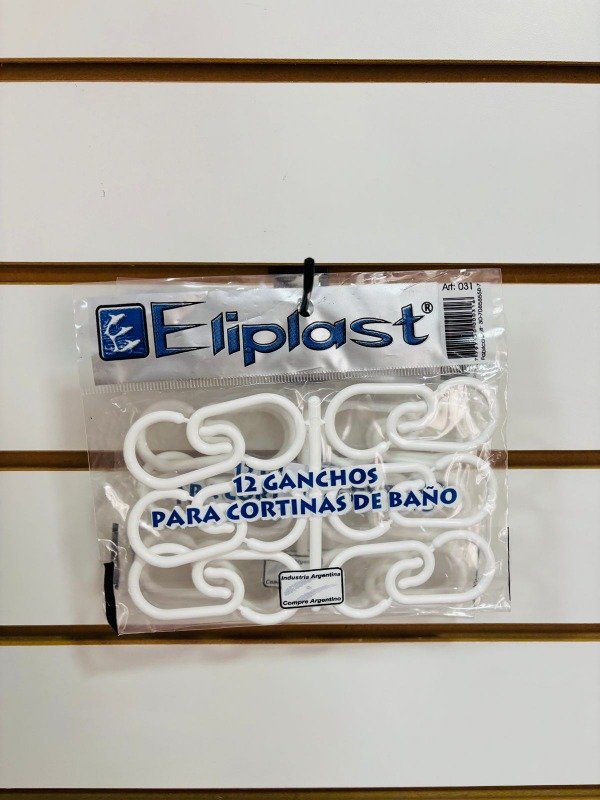 Eliplast®
Art: 031
12 GANCHOS
PARA CORTINAS DE BAÑO
Industria Argentina
Compre Argentino